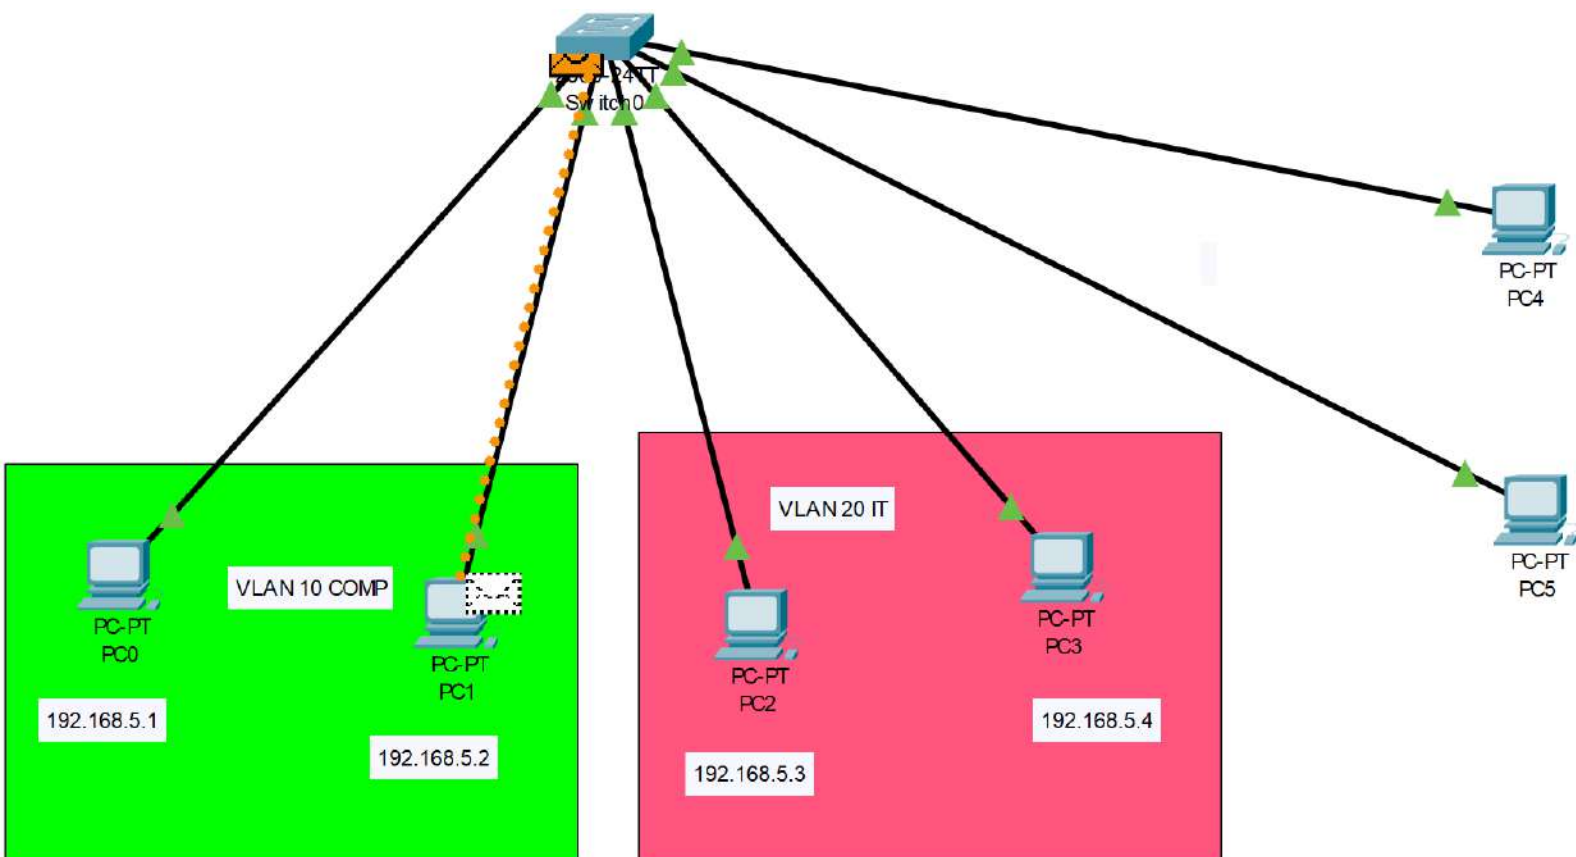 Switch0
PC-PT
PC4
VLAN 20 IT
PC-PT
PC5
VLAN 10 COMP
PC-PT
PC0
PC-PT
PC1
PC-PT
PC2
PC-PT
PC3
192.168.5.1
192.168.5.2
192.168.5.3
192.168.5.4